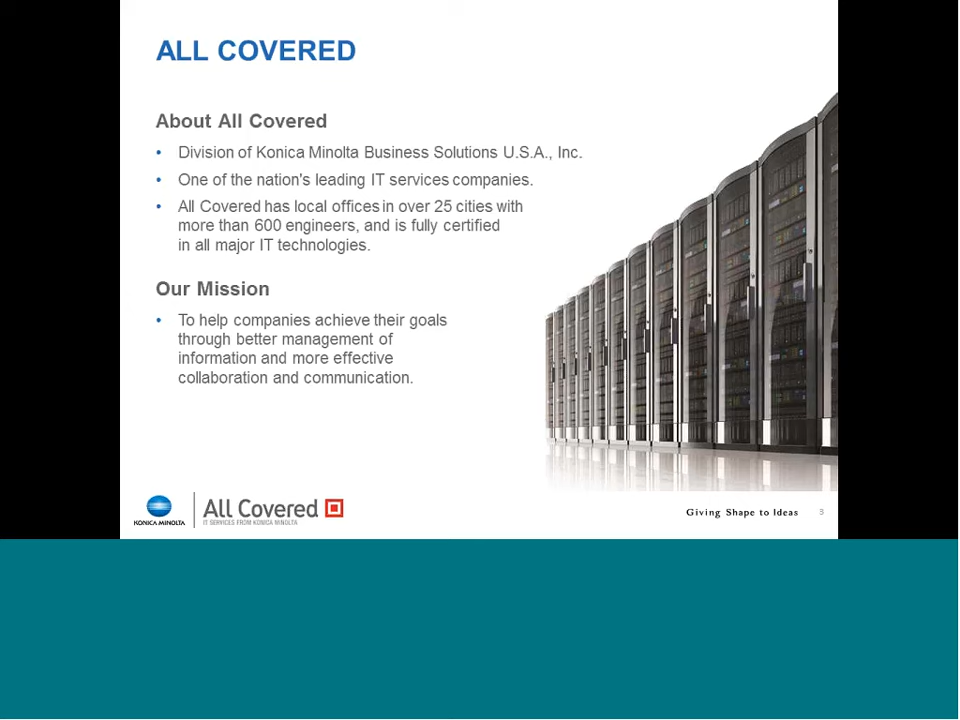 ALL COVERED
About All Covered
• Division of Konica Minolta Business Solutions U.S.A., Inc.
• One of the nation's leading IT services companies.
• All Covered has local offices in over 25 cities with
more than 600 engineers, and is fully certified
in all major IT technologies.
Our Mission
• To help companies achieve their goals
through better management of
information and more effective
collaboration and communication.
KONICA MINOLTA
All Covered
IT SERVICES FROM KONICA MINOLTA
Giving Shape to Ideas
3